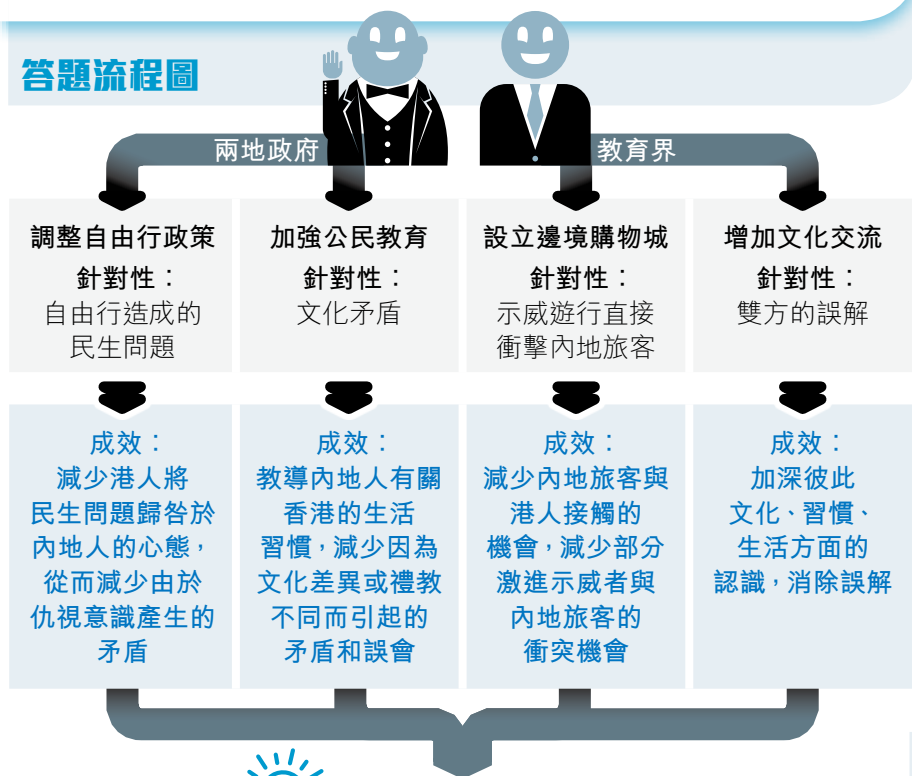 答題流程圖
兩地政府
教育界
調整自由行政策
針對性：
自由行造成的
民生問題
成效：
減少港人將
民生問題歸咎於
內地人的心態，
從而減少由於
仇視意識產生的
矛盾
加強公民教育
針對性：
文化矛盾
成效：
教導內地人有關
香港的生活
習慣，減少因為
文化差異或禮教
不同而引起的
矛盾和誤會
設立邊境購物城
針對性：
示威遊行直接
衝擊內地旅客
成效：
減少內地旅客與
港人接觸的
機會，減少部分
激進示威者與
內地旅客的
衝突機會
增加文化交流
針對性：
雙方的誤解
成效：
加深彼此
文化、習慣、
生活方面的
認識，消除誤解